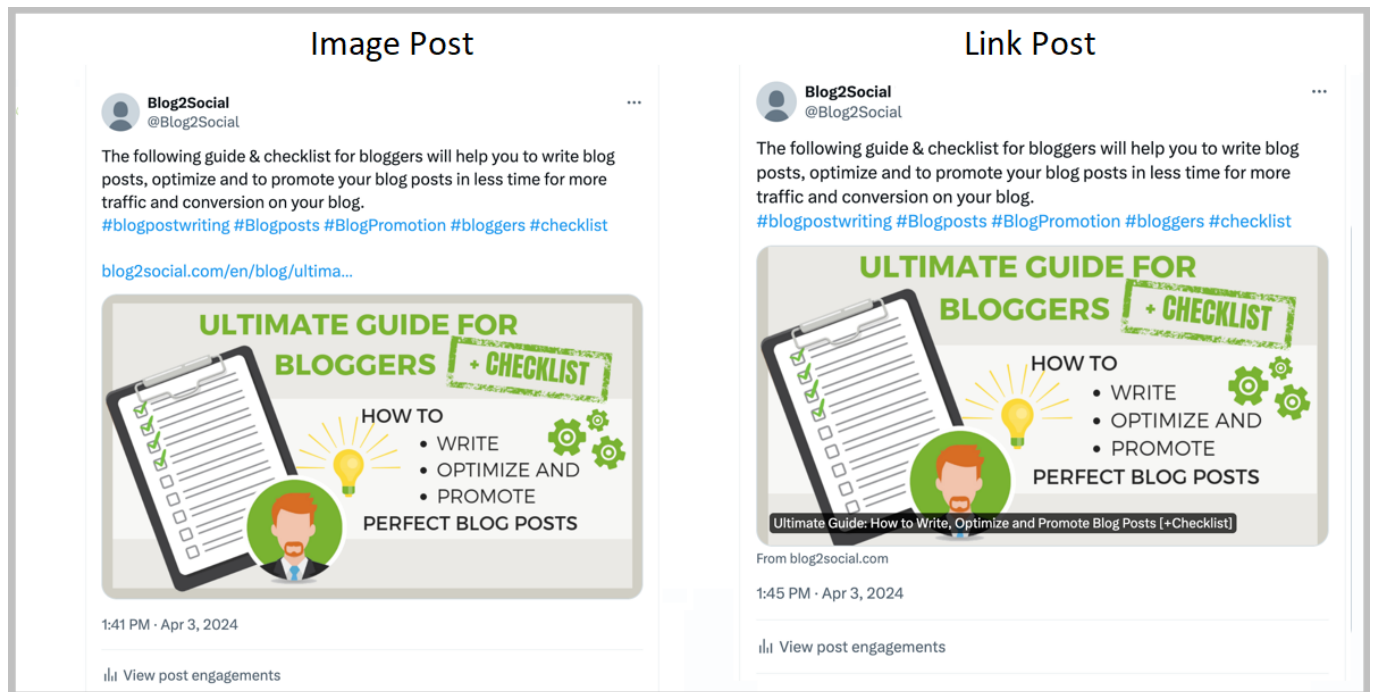 Image Post
Blog2Social
@Blog2Social
The following guide & checklist for bloggers will help you to write blog
posts, optimize and to promote your blog posts in less time for more
traffic and conversion on your blog.
#blogpostwriting #Blogposts #BlogPromotion #bloggers #checklist
blog2social.com/en/blog/ultima...
ULTIMATE GUIDE FOR
BLOGGERS + CHECKLIST
HOW TO
• WRITE
• OPTIMIZE AND
• PROMOTE
PERFECT BLOG POSTS
1:41 PM · Apr 3, 2024
View post engagements
Link Post
Blog2Social
@Blog2Social
The following guide & checklist for bloggers will help you to write blog
posts, optimize and to promote your blog posts in less time for more
traffic and conversion on your blog.
#blogpostwriting #Blogposts #BlogPromotion #bloggers #checklist
ULTIMATE GUIDE FOR
BLOGGERS + CHECKLIST
HOW TO
• WRITE
• OPTIMIZE AND
• PROMOTE
PERFECT BLOG POSTS
Ultimate Guide: How to Write, Optimize and Promote Blog Posts [+Checklist]
From blog2social.com
1:45 PM · Apr 3, 2024
View post engagements